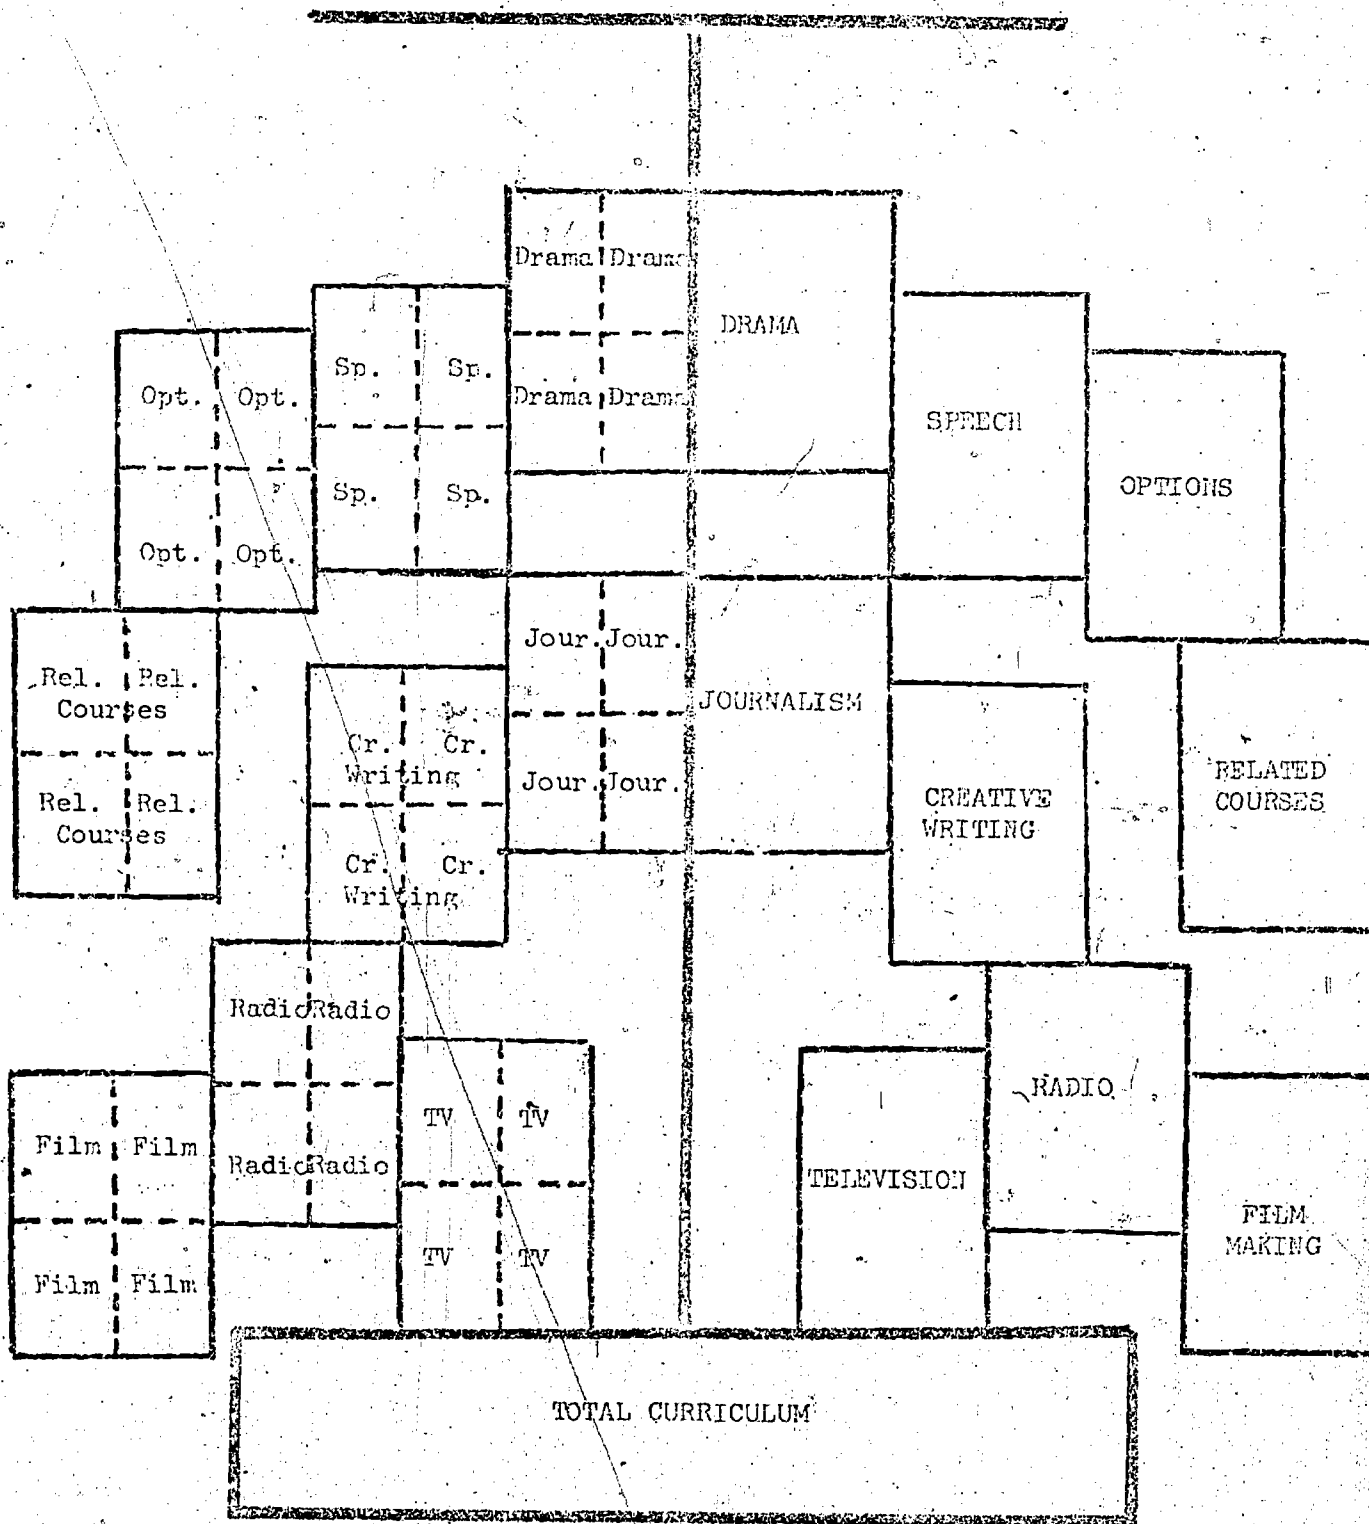 Drama Drama
DRAMA
Drama Drama
Sp. Sp.
Sp. Sp.
SPEECH
Opt. Opt.
Opt. Opt.
OPTIONS
Jour. Jour.
JOURNALISM
Jour. Jour.
Rel. Rel.
Courses
Rel. Rel.
Courses
Cr. Cr.
Writing
Cr. Cr.
Writing
CREATIVE
WRITING
RELATED
COURSES
Radio Radio
Radio Radio
RADIO
TV TV
TV TV
TELEVISION
Film Film
Film Film
FILM
MAKING
TOTAL CURRICULUM